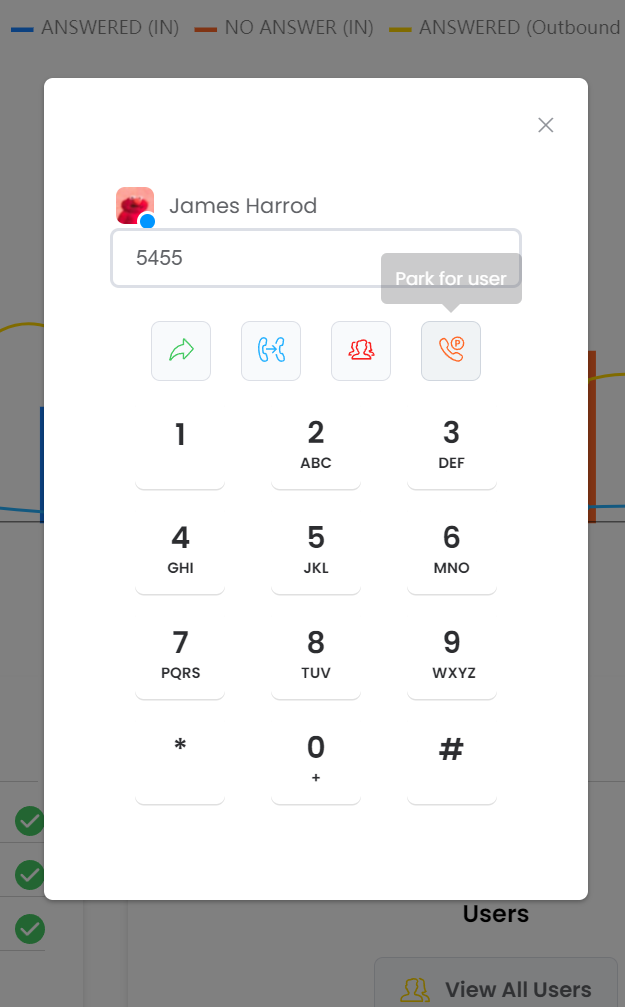 ANSWERED (IN) NO ANSWER (IN) ANSWERED (Outbound
James Harrod
5455
Park for user
P
1 2 3
ABC DEF
4 5 6
GHI JKL MNO
7 8 9
PQRS TUV WXYZ
* 0 #
+
Users
View All Users